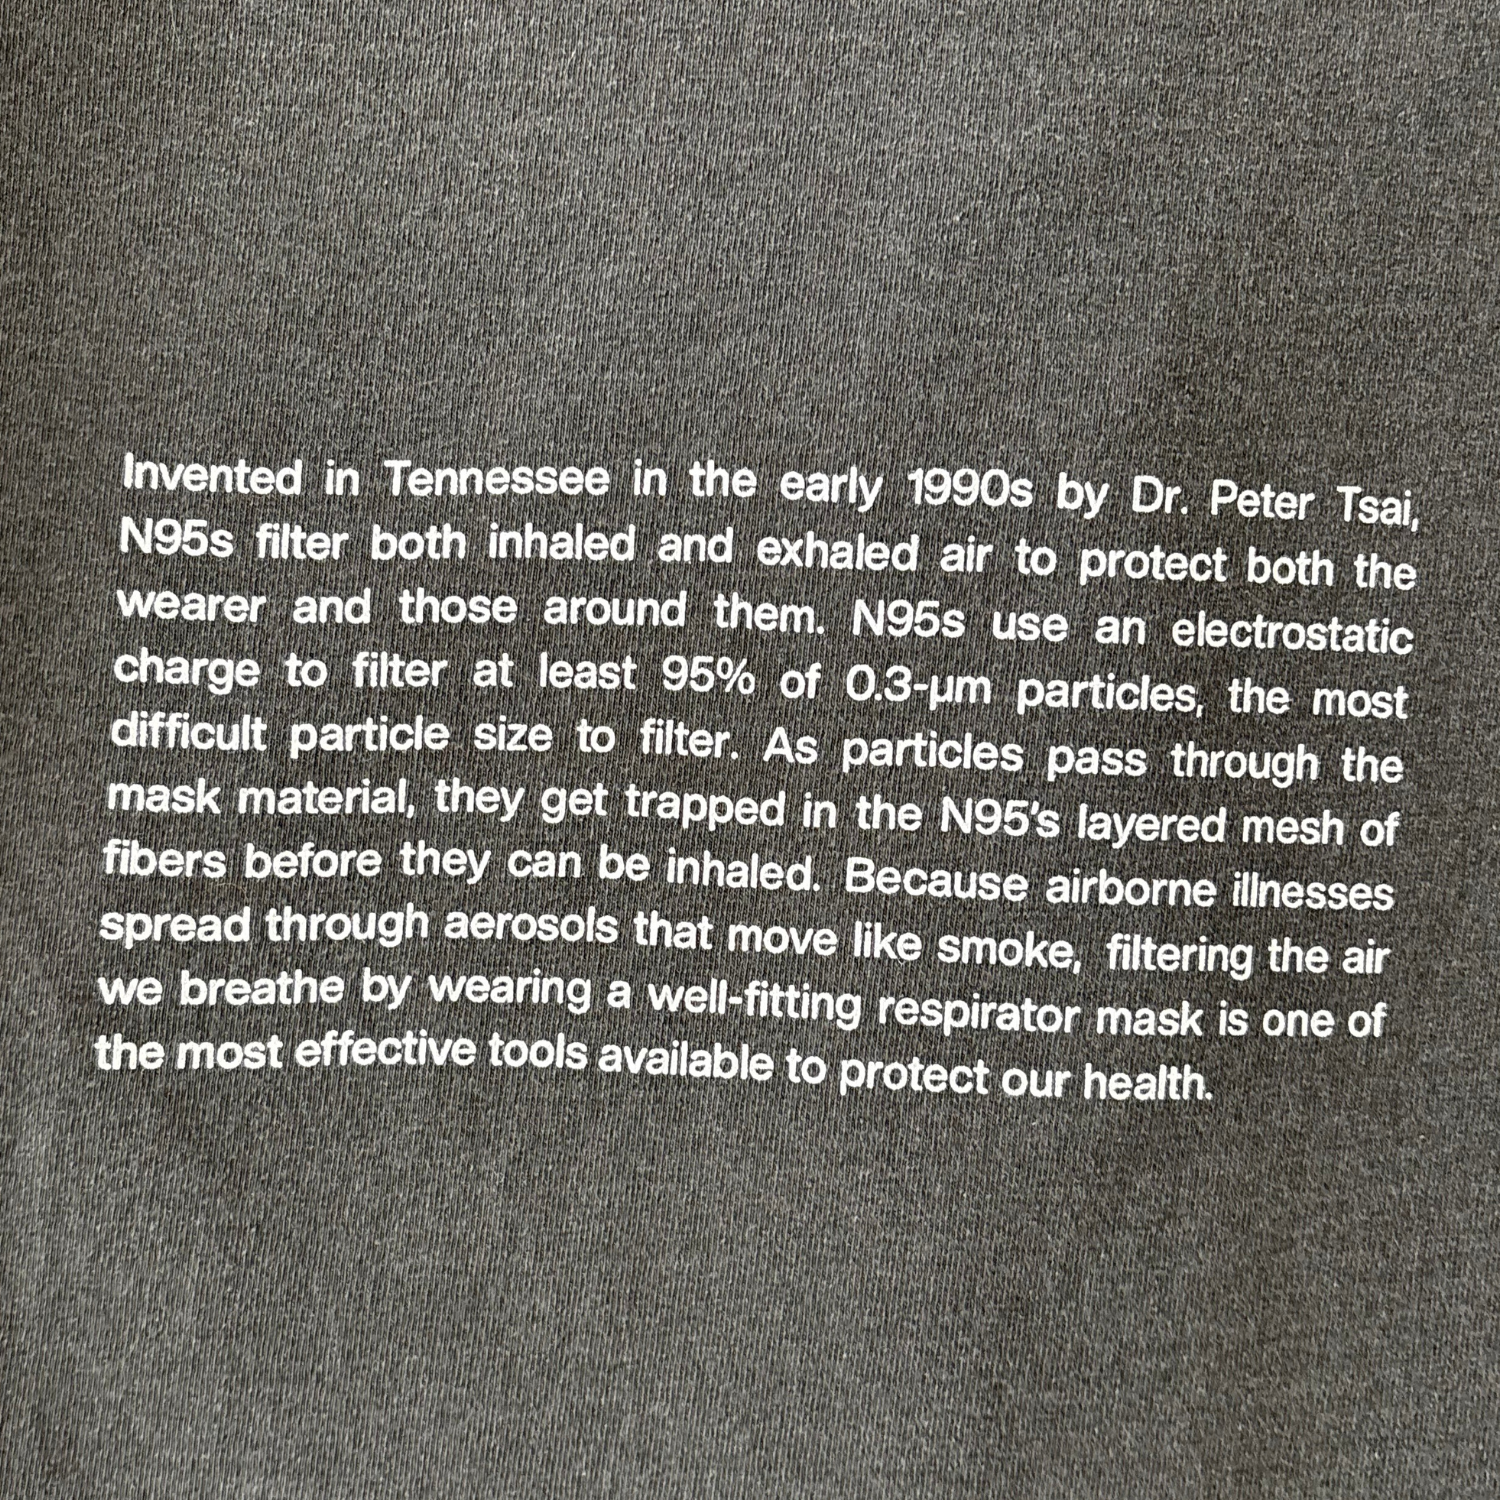 Invented in Tennessee in the early 1990s by Dr. Peter Tsai,
N95s filter both inhaled and exhaled air to protect both the
wearer and those around them. N95s use an electrostatic
charge to filter at least 95% of 0.3-μm particles, the most
difficult particle size to filter. As particles pass through the
mask material, they get trapped in the N95's layered mesh of
fibers before they can be inhaled. Because airborne illnesses
spread through aerosols that move like smoke, filtering the air
we breathe by wearing a well-fitting respirator mask is one of
the most effective tools available to protect our health.